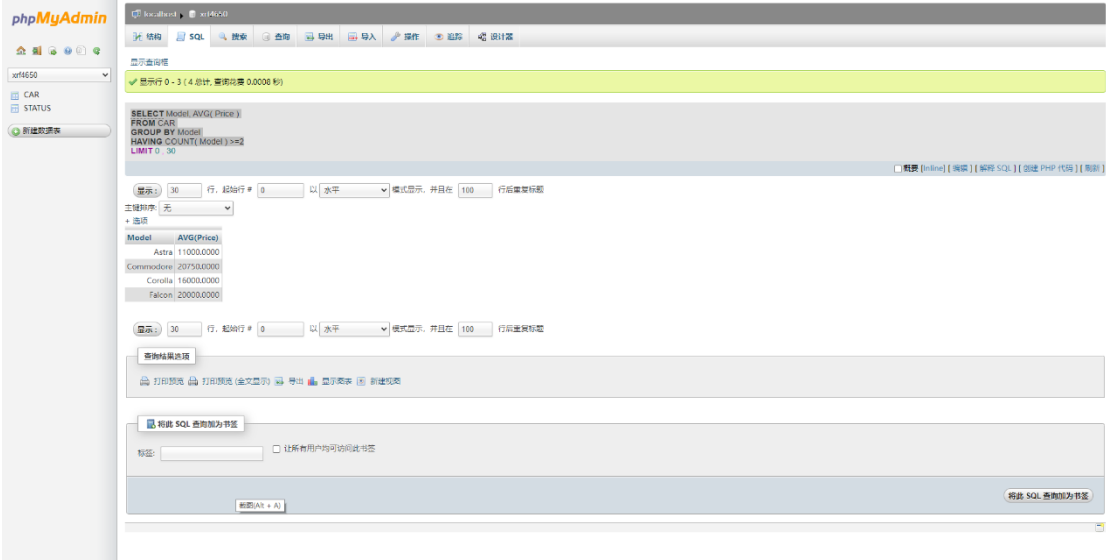 phpMyAdmin
localhost ▸ xrf4650
结构 SQL 搜索 查询 导出 导入 操作 追踪 设计器
xrf4650
CAR
STATUS
新建数据表
显示查询框
显示行 0 - 3 ( 4 总计, 查询花费 0.0008 秒)
SELECT Model, AVG( Price )
FROM CAR
GROUP BY Model
HAVING COUNT( Model ) >=2
LIMIT 0 , 30
概要 [Inline] [ 编辑 ] [ 解释 SQL ] [ 创建 PHP 代码 ] [ 刷新 ]
显示 : 30 行，起始行 # 0 以 水平 模式显示，并且在 100 行后重复标题
主键排序: 无
+ 选项
Model AVG(Price)
Astra 11000.0000
Commodore 20750.0000
Corolla 16000.0000
Falcon 20000.0000
显示 : 30 行，起始行 # 0 以 水平 模式显示，并且在 100 行后重复标题
查询结果选项
打印预览 打印预览 (全文显示) 导出 显示图表 新建视图
将此 SQL 查询加为书签
标签: 让所有用户均可访问此书签
将此 SQL 查询加为书签
截图(Alt + A)